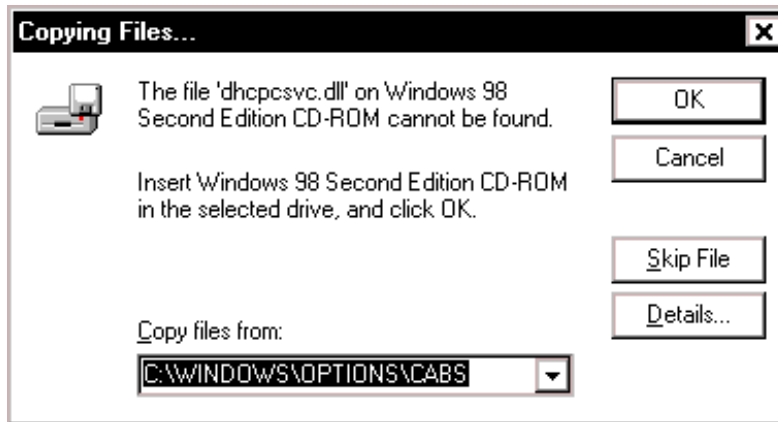 Copying Files...
The file 'dhcpcsvc.dll' on Windows 98
Second Edition CD-ROM cannot be found.
Insert Windows 98 Second Edition CD-ROM
in the selected drive, and click OK.
OK
Cancel
Skip File
Details...
Copy files from:
C:\WINDOWS\OPTIONS\CABS